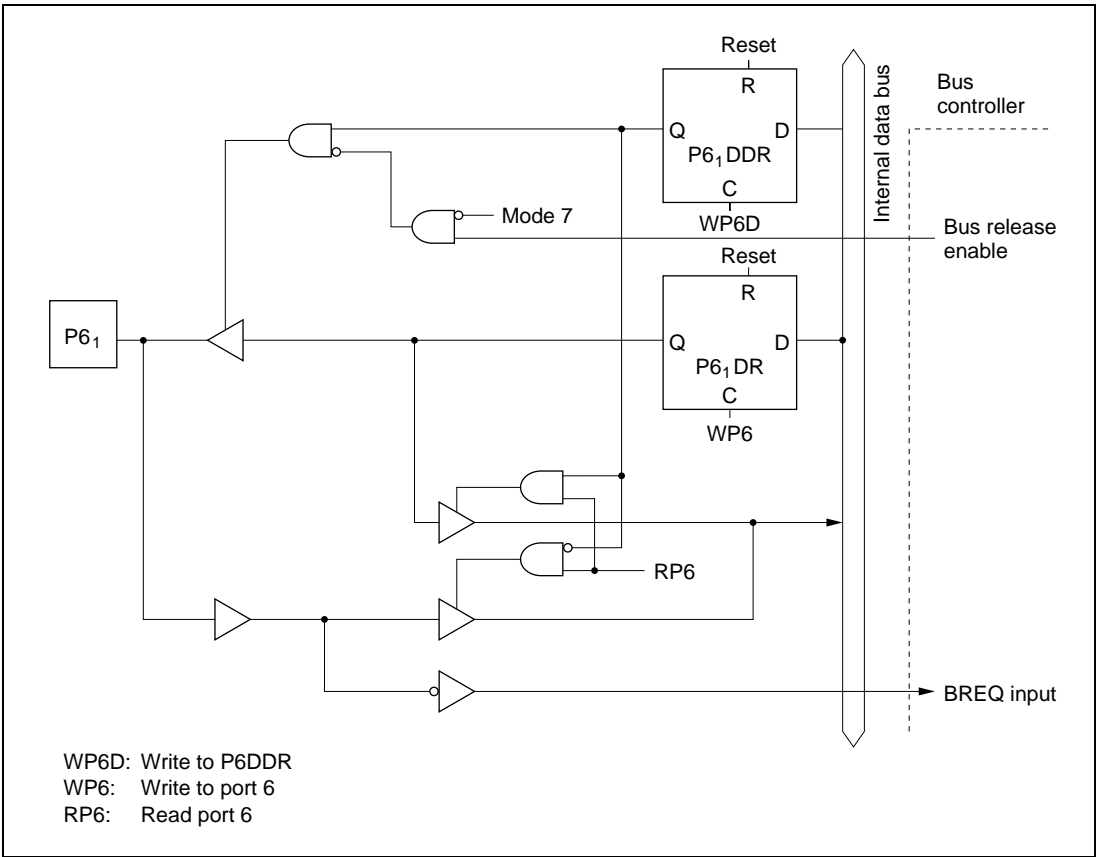 Reset
R
Q D
P6₁DDR
C
WP6D
Internal data bus
Bus
controller
Mode 7
Bus release
enable
Reset
R
Q D
P6₁DR
C
WP6
P6₁
RP6
BREQ input
WP6D: Write to P6DDR
WP6: Write to port 6
RP6: Read port 6